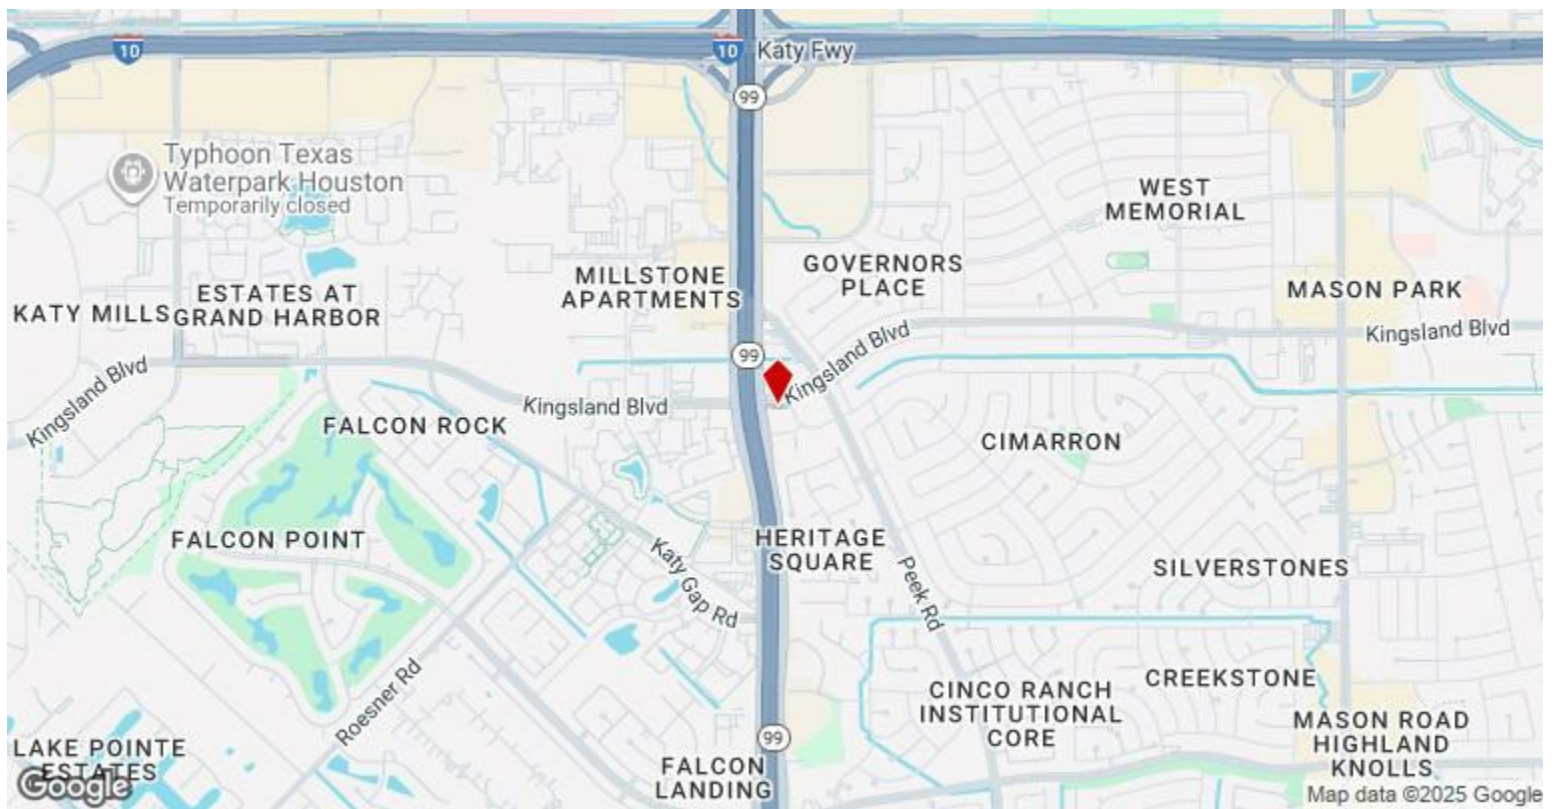 10
10
Katy Fwy
99
Typhoon Texas
Waterpark Houston
Temporarily closed
WEST
MEMORIAL
GOVERNORS
PLACE
MILLSTONE
APARTMENTS
MASON PARK
KATY MILLS
ESTATES AT
GRAND HARBOR
Kingsland Blvd
Kingsland Blvd
99
Kingsland Blvd
Kingsland Blvd
FALCON ROCK
CIMARRON
FALCON POINT
HERITAGE
SQUARE
Katy Gap Rd
Peek Rd
SILVERSTONES
Roesner Rd
CREEKSTONE
CINCO RANCH
INSTITUTIONAL
CORE
MASON ROAD
HIGHLAND
KNOLLS
99
LAKE POINTE
ESTATES
FALCON
LANDING
Google
Map data ©2025 Google